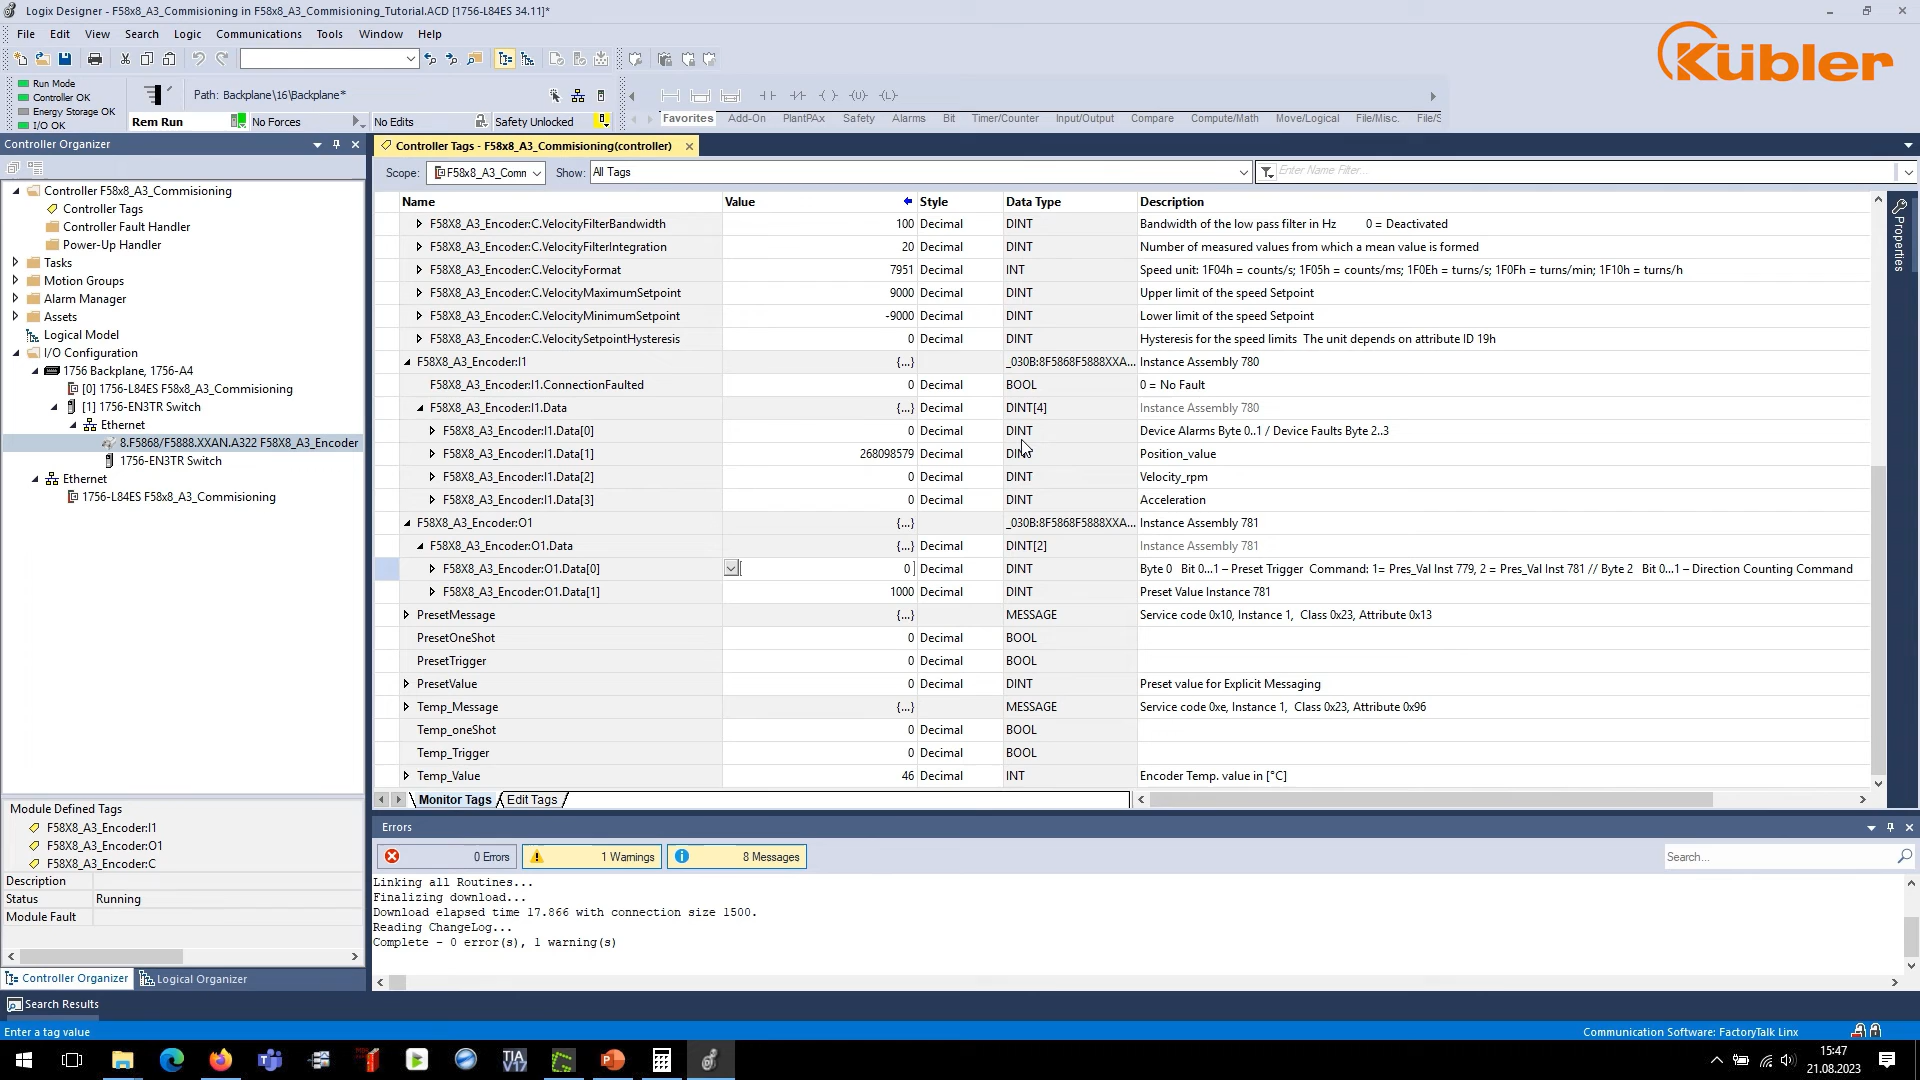 Logix Designer - F58x8_A3_Commisioning in F58x8_A3_Commisioning_Tutorial.ACD [1756-L84ES 34.11]*
File Edit View Search Logic Communications Tools Window Help
Kübler
Run Mode
Controller OK
Energy Storage OK
I/O OK
Path: Backplane\16\Backplane*
Rem Run No Forces No Edits Safety Unlocked
Favorites Add-On PlantPAx Safety Alarms Bit Timer/Counter Input/Output Compare Compute/Math Move/Logical File/Misc. File/S
Controller Organizer
Controller F58x8_A3_Commisioning
Controller Tags
Controller Fault Handler
Power-Up Handler
Tasks
Motion Groups
Alarm Manager
Assets
Logical Model
I/O Configuration
1756 Backplane, 1756-A4
[0] 1756-L84ES F58x8_A3_Commisioning
[1] 1756-EN3TR Switch
Ethernet
8.F5868/F5888.XXAN.A322 F58X8_A3_Encoder
1756-EN3TR Switch
Ethernet
1756-L84ES F58x8_A3_Commisioning
Module Defined Tags
F58X8_A3_Encoder:I1
F58X8_A3_Encoder:O1
F58X8_A3_Encoder:C
Description
Status Running
Module Fault
Controller Organizer Logical Organizer
Controller Tags - F58x8_A3_Commisioning(controller)
Scope: F58x8_A3_Comn Show: All Tags Enter Name Filter...
Name Value Style Data Type Description
F58X8_A3_Encoder:C.VelocityFilterBandwidth 100 Decimal DINT Bandwidth of the low pass filter in Hz 0 = Deactivated
F58X8_A3_Encoder:C.VelocityFilterIntegration 20 Decimal DINT Number of measured values from which a mean value is formed
F58X8_A3_Encoder:C.VelocityFormat 7951 Decimal INT Speed unit: 1F04h = counts/s; 1F05h = counts/ms; 1F0Eh = turns/s; 1F0Fh = turns/min; 1F10h = turns/h
F58X8_A3_Encoder:C.VelocityMaximumSetpoint 9000 Decimal DINT Upper limit of the speed Setpoint
F58X8_A3_Encoder:C.VelocityMinimumSetpoint -9000 Decimal DINT Lower limit of the speed Setpoint
F58X8_A3_Encoder:C.VelocitySetpointHysteresis 0 Decimal DINT Hysteresis for the speed limits The unit depends on attribute ID 19h
F58X8_A3_Encoder:I1 {...} _030B:8F5868F5888XXA... Instance Assembly 780
F58X8_A3_Encoder:I1.ConnectionFaulted 0 Decimal BOOL 0 = No Fault
F58X8_A3_Encoder:I1.Data {...} Decimal DINT[4] Instance Assembly 780
F58X8_A3_Encoder:I1.Data[0] 0 Decimal DINT Device Alarms Byte 0..1 / Device Faults Byte 2..3
F58X8_A3_Encoder:I1.Data[1] 268098579 Decimal DINT Position_value
F58X8_A3_Encoder:I1.Data[2] 0 Decimal DINT Velocity_rpm
F58X8_A3_Encoder:I1.Data[3] 0 Decimal DINT Acceleration
F58X8_A3_Encoder:O1 {...} _030B:8F5868F5888XXA... Instance Assembly 781
F58X8_A3_Encoder:O1.Data {...} Decimal DINT[2] Instance Assembly 781
F58X8_A3_Encoder:O1.Data[0] 0 Decimal DINT Byte 0 Bit 0...1 – Preset Trigger Command: 1= Pres_Val Inst 779, 2 = Pres_Val Inst 781 // Byte 2 Bit 0...1 – Direction Counting Command
F58X8_A3_Encoder:O1.Data[1] 1000 Decimal DINT Preset Value Instance 781
PresetMessage {...} MESSAGE Service code 0x10, Instance 1, Class 0x23, Attribute 0x13
PresetOneShot 0 Decimal BOOL
PresetTrigger 0 Decimal BOOL
PresetValue 0 Decimal DINT Preset value for Explicit Messaging
Temp_Message {...} MESSAGE Service code 0xe, Instance 1, Class 0x23, Attribute 0x96
Temp_oneShot 0 Decimal BOOL
Temp_Trigger 0 Decimal BOOL
Temp_Value 46 Decimal INT Encoder Temp. value in [°C]
Monitor Tags Edit Tags
Properties
Errors
0 Errors 1 Warnings 8 Messages Search...
Linking all Routines...
Finalizing download...
Download elapsed time 17.866 with connection size 1500.
Reading ChangeLog...
Complete - 0 error(s), 1 warning(s)
Search Results
Enter a tag value Communication Software: FactoryTalk Linx
TIA V17
15:47
21.08.2023